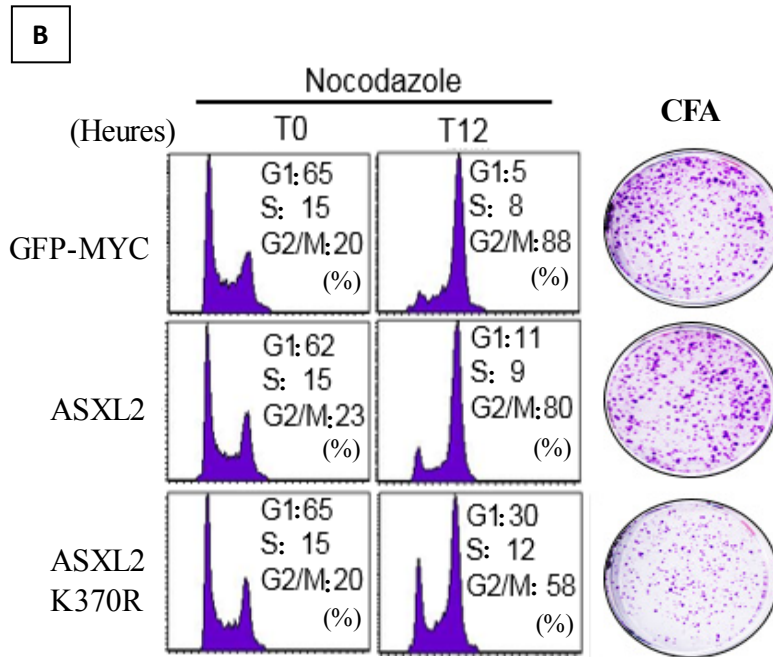 B
Nocodazole
(Heures) T0 T12 CFA
GFP-MYC
G1:65
S: 15
G2/M:20
(%)
G1:5
S: 8
G2/M:88
(%)
ASXL2
G1:62
S: 15
G2/M:23
(%)
G1:11
S: 9
G2/M:80
(%)
ASXL2
K370R
G1:65
S: 15
G2/M:20
(%)
G1:30
S: 12
G2/M: 58
(%)